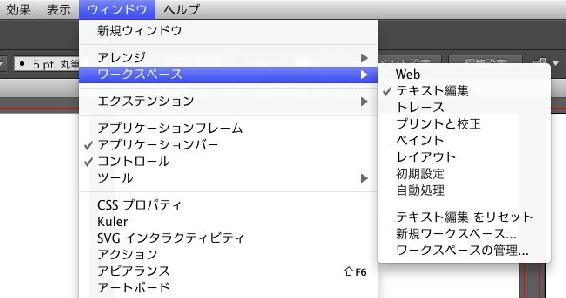 効果 表示 ウィンドウ ヘルプ
新規ウィンドウ
5 pt. 丸筆
アレンジ
ワークスペース
エクステンション
アプリケーションフレーム
アプリケーションバー
コントロール
ツール
CSS プロパティ
Kuler
SVG インタラクティビティ
アクション
アピアランス ⇧F6
アートボード
Web
テキスト編集
トレース
プリントと校正
ペイント
レイアウト
初期設定
自動処理
テキスト編集 をリセット
新規ワークスペース...
ワークスペースの管理...